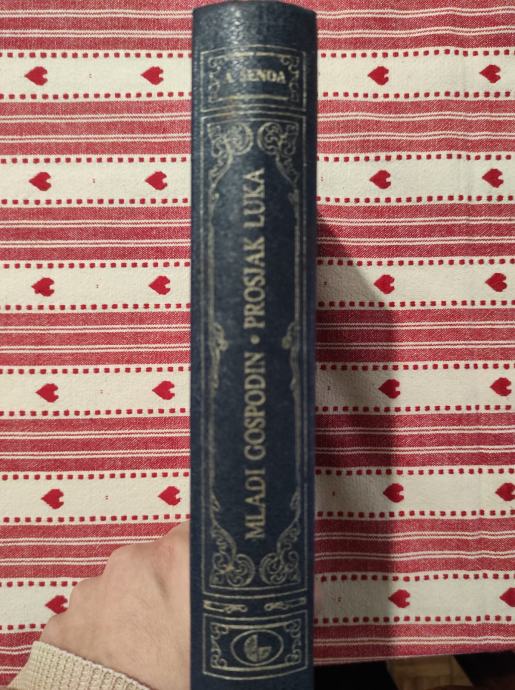 A. ŠENOA
MLADI GOSPODIN • PROSJAK LUKA